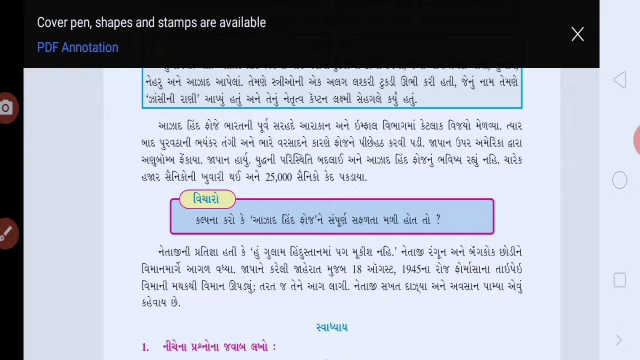 Cover pen, shapes and stamps are available
PDF Annotation
નેહરુ અને આઝાદ આપેલાં. તેમણે સ્ત્રીઓની એક અલગ લશ્કરી ટુકડી ઊભી કરી હતી, જેનું નામ તેમણે
'ઝાંસીની રાણી' આપ્યું હતું અને તેનું નેતૃત્વ કૅપ્ટન લક્ષ્મી સેહગલે કર્યું હતું.
આઝાદ હિંદ ફોજે ભારતની પૂર્વ સરહદે આરાકાન અને ઇમ્ફાલ વિભાગમાં કેટલાક વિજયો મેળવ્યા. ત્યાર
બાદ પુરવઠાની ભયંકર તંગી અને ભારે વરસાદને કારણે ફોજને પીછેહઠ કરવી પડી. જાપાન ઉપર અમેરિકા દ્વારા
અણુબોમ્બ ફેંકાયા. જાપાન હાર્યું. યુદ્ધની પરિસ્થિતિ બદલાઈ અને આઝાદ હિંદ ફોજનું ભવિષ્ય રહ્યું નહિ. ચારેક
હજાર સૈનિકોની ખુવારી થઈ અને 25,000 સૈનિકો કેદ પકડાયા.
વિચારો
કલ્પના કરો કે 'આઝાદ હિંદ ફોજ'ને સંપૂર્ણ સફળતા મળી હોત તો ?
નેતાજીની પ્રતિજ્ઞા હતી કે 'હું ગુલામ હિંદુસ્તાનમાં પગ મૂકીશ નહિ.' નેતાજી રંગૂન અને બૅંગકોક છોડીને
વિમાનમાર્ગે આગળ વધ્યા. જાપાને કરેલી જાહેરાત મુજબ 18 ઑગસ્ટ, 1945ના રોજ ફોર્માસાના તાઇપેઈ
વિમાની મથકથી વિમાન ઊપડ્યું; તરત જ તેને આગ લાગી. નેતાજી સખત દાઝ્યા અને અવસાન પામ્યા એવું
કહેવાય છે.
સ્વાધ્યાય
1. નીચેના પ્રશ્નોના જવાબ લખો :